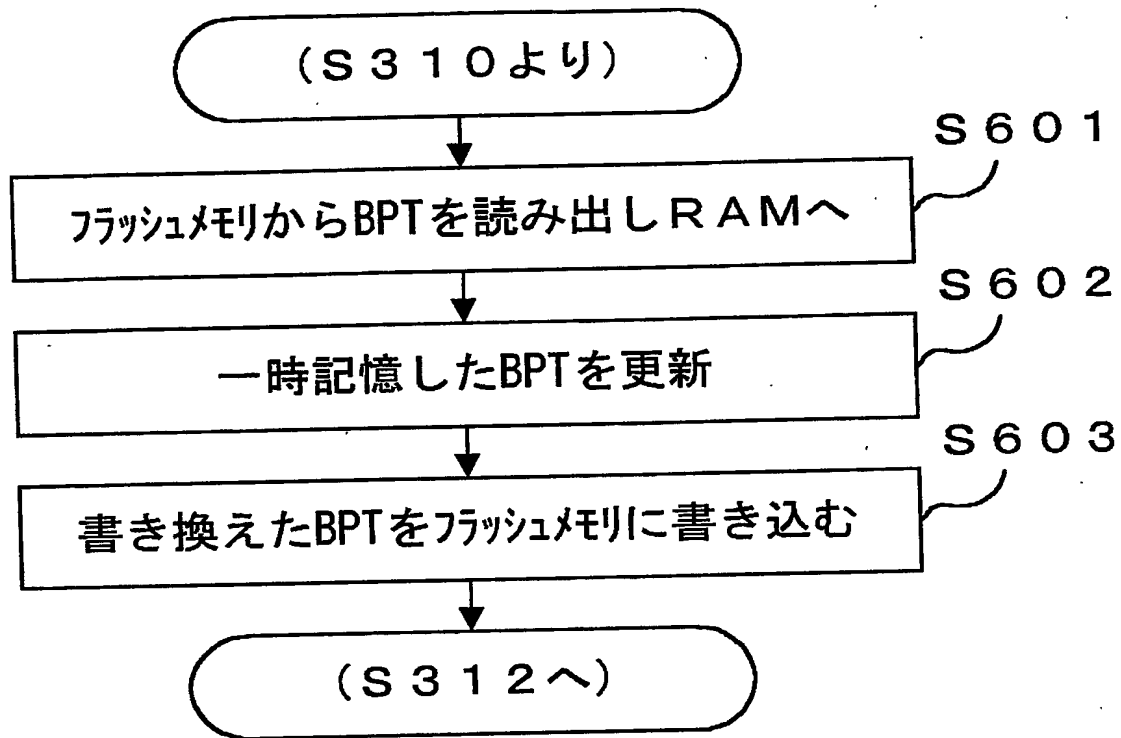 （Ｓ３１０より）
Ｓ６０１
フラッシュメモリからBPTを読み出しＲＡＭへ
Ｓ６０２
一時記憶したBPTを更新
Ｓ６０３
書き換えたBPTをフラッシュメモリに書き込む
（Ｓ３１２へ）